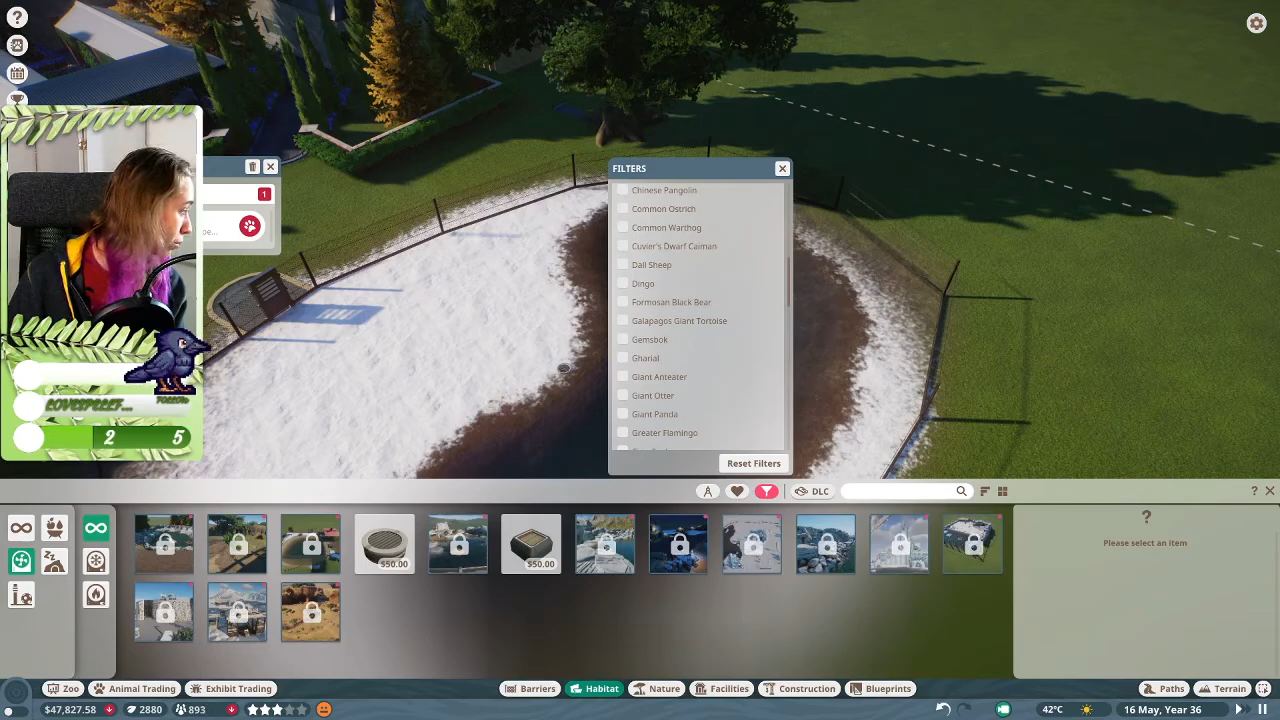 ?
1
pe...
FILTERS
Chinese Pangolin
Common Ostrich
Common Warthog
Cuvier's Dwarf Caiman
Dall Sheep
Dingo
Formosan Black Bear
Galapagos Giant Tortoise
Gemsbok
Gharial
Giant Anteater
Giant Otter
Giant Panda
Greater Flamingo
Reset Filters
2 5
DLC
? ×
$50.00
$50.00
?
Please select an item
Zoo Animal Trading Exhibit Trading Barriers Habitat Nature Facilities Construction Blueprints Paths Terrain
$47,827.58 2880 893 42°C 16 May, Year 36